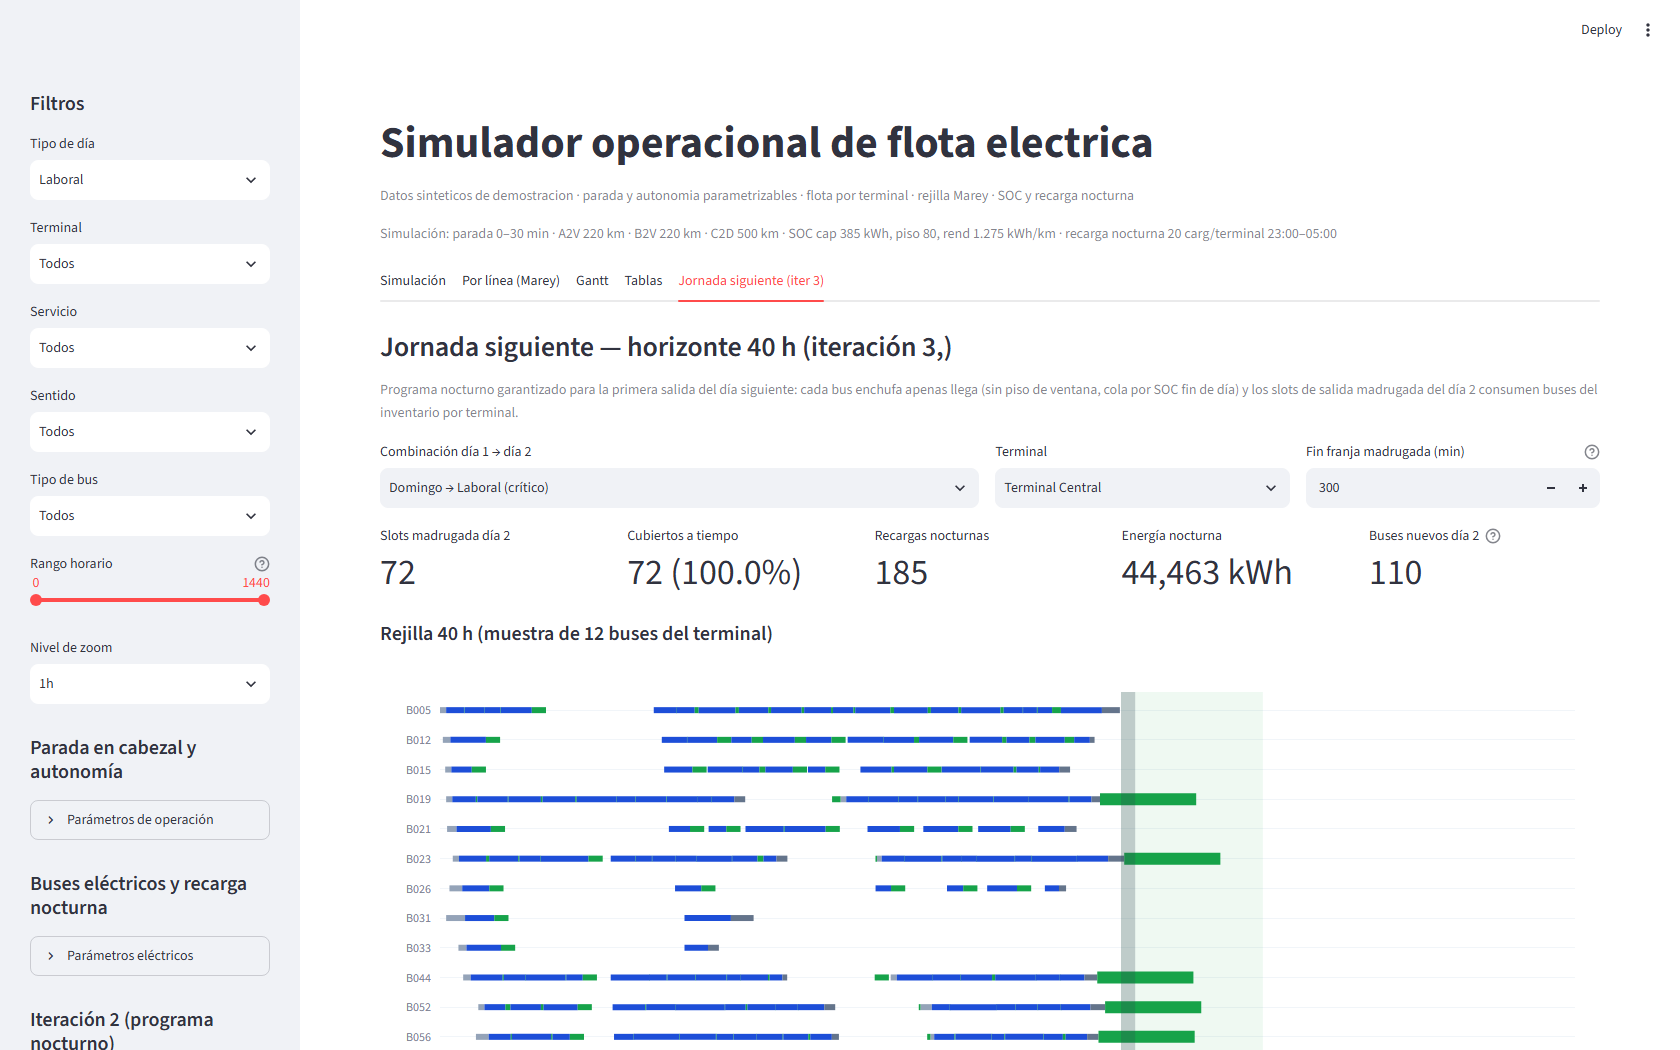 Deploy
Filtros
Tipo de día
Laboral
Terminal
Todos
Servicio
Todos
Sentido
Todos
Tipo de bus
Todos
Rango horario
0 1440
Nivel de zoom
1h
Parada en cabezal y
autonomía
Parámetros de operación
Buses eléctricos y recarga
nocturna
Parámetros eléctricos
Iteración 2 (programa
nocturno)
Simulador operacional de flota electrica
Datos sinteticos de demostracion · parada y autonomia parametrizables · flota por terminal · rejilla Marey · SOC y recarga nocturna
Simulación: parada 0–30 min · A2V 220 km · B2V 220 km · C2D 500 km · SOC cap 385 kWh, piso 80, rend 1.275 kWh/km · recarga nocturna 20 carg/terminal 23:00–05:00
Simulación Por línea (Marey) Gantt Tablas Jornada siguiente (iter 3)
Jornada siguiente — horizonte 40 h (iteración 3,)
Programa nocturno garantizado para la primera salida del día siguiente: cada bus enchufa apenas llega (sin piso de ventana, cola por SOC fin de día) y los slots de salida madrugada del día 2 consumen buses del
inventario por terminal.
Combinación día 1 → día 2 Terminal Fin franja madrugada (min)
Domingo → Laboral (crítico) Terminal Central 300
Slots madrugada día 2 Cubiertos a tiempo Recargas nocturnas Energía nocturna Buses nuevos día 2
72 72 (100.0%) 185 44,463 kWh 110
Rejilla 40 h (muestra de 12 buses del terminal)
B005
B012
B015
B019
B021
B023
B026
B031
B033
B044
B052
B056